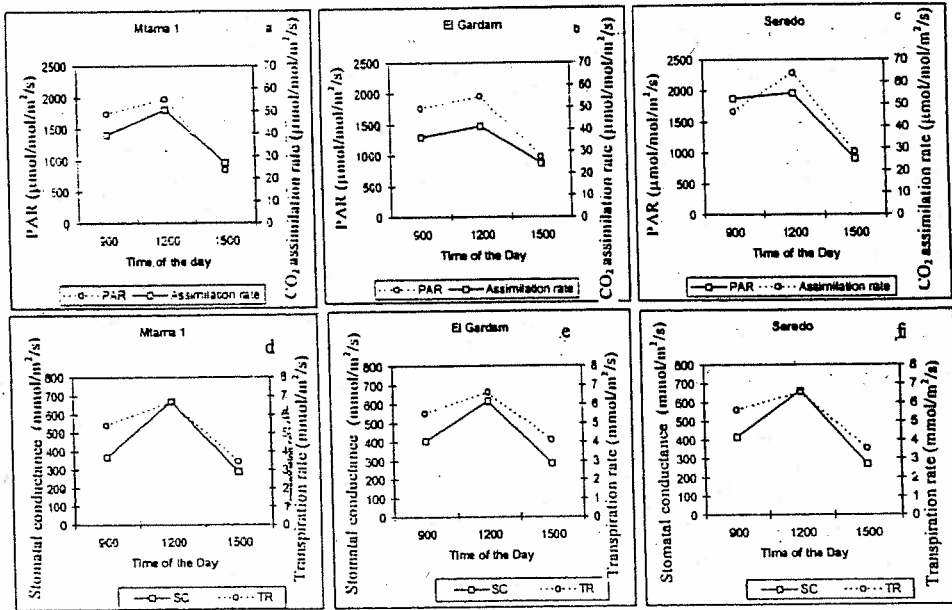 Mtama 1
a
PAR (µmol/mol/m²/s)
2500
2000
1500
1000
500
0
70
60
50
40
30
20
10
0
CO₂ assimilation rate (µmol/mol/m²/s)
900 1200 1500
Time of the day
PAR Assimilation rate
El Gardam
b
2500
2000
1500
1000
500
0
70
60
50
40
30
20
10
0
PAR (µmol/mol/m²/s)
CO₂ assimilation rate (µmol/mol/m²/s)
900 1200 1500
Time of the Day
PAR Assimilation rate
Seredo
c
2500
2000
1500
1000
500
0
70
60
50
40
30
20
10
0
PAR (µmol/mol/m²/s)
CO₂ assimilation rate (µmol/mol/m²/s)
900 1200 1500
Time of the Day
PAR Assimilation rate
Mtama 1
d
Stomatal conductance (mmol/m²/s)
800
700
600
500
400
300
200
100
0
8
7
6
2
0
Transpiration rate (mmol/m²/s)
900 1200 1500
Time of the Day
SC TR
El Gardam
e
Stomatal conductance (mmol/m²/s)
800
700
600
500
400
300
200
100
0
8
7
6
5
4
3
2
1
0
Transpiration rate (mmol/m²/s)
900 1200 1500
Time of the Day
SC TR
Seredo
Stomatal conductance (mmol/m²/s)
800
700
600
500
400
300
200
100
0
8
7
6
5
4
3
2
1
0
Transpiration rate (mmol/m²/s)
900 1200 1500
Time of the Day
SC TR